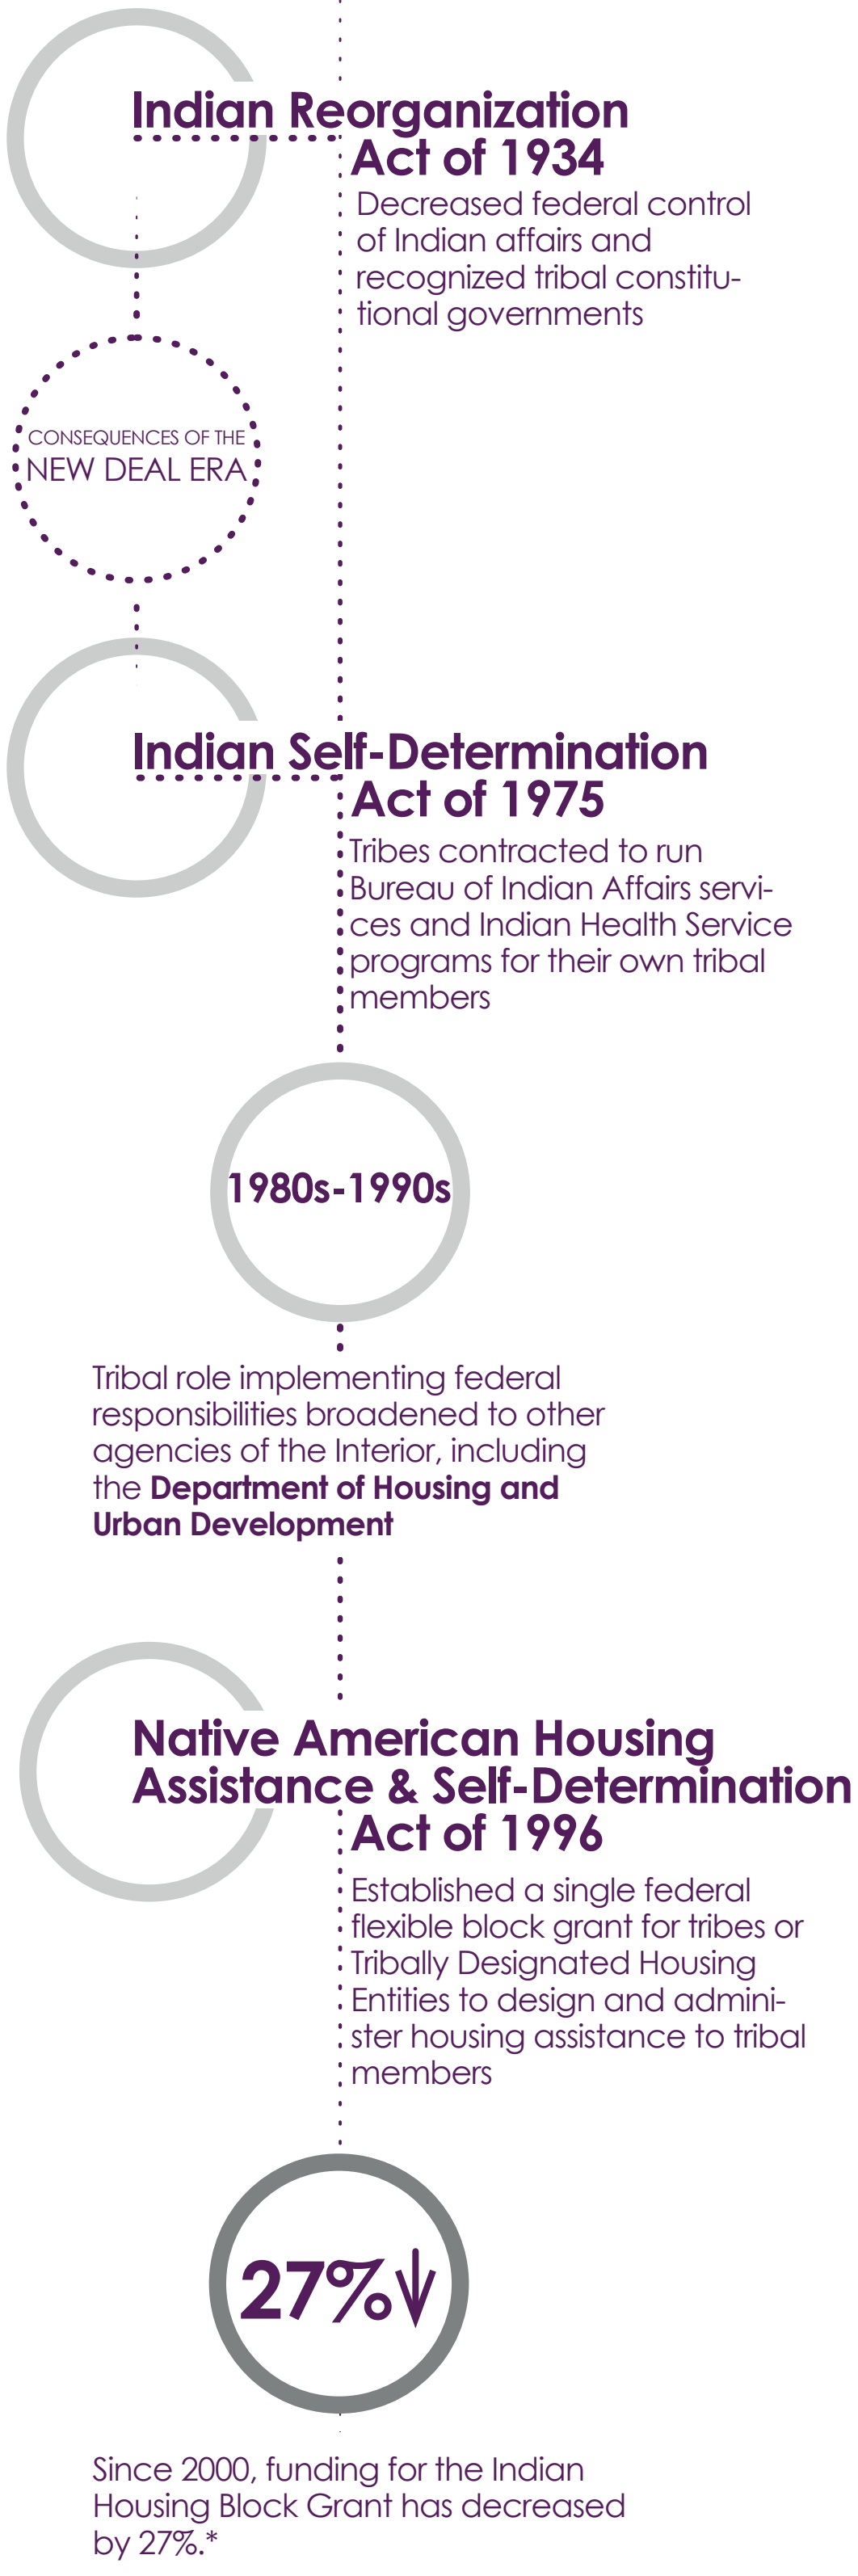 Indian Reorganization
Act of 1934
Decreased federal control
of Indian affairs and
recognized tribal constitu-
tional governments
CONSEQUENCES OF THE
NEW DEAL ERA
Indian Self-Determination
Act of 1975
Tribes contracted to run
Bureau of Indian Affairs servi-
ces and Indian Health Service
programs for their own tribal
members
1980s-1990s
Tribal role implementing federal
responsibilities broadened to other
agencies of the Interior, including
the Department of Housing and
Urban Development
Native American Housing
Assistance & Self-Determination
Act of 1996
Established a single federal
flexible block grant for tribes or
Tribally Designated Housing
Entities to design and admini-
ster housing assistance to tribal
members
27%↓
Since 2000, funding for the Indian
Housing Block Grant has decreased
by 27%.*